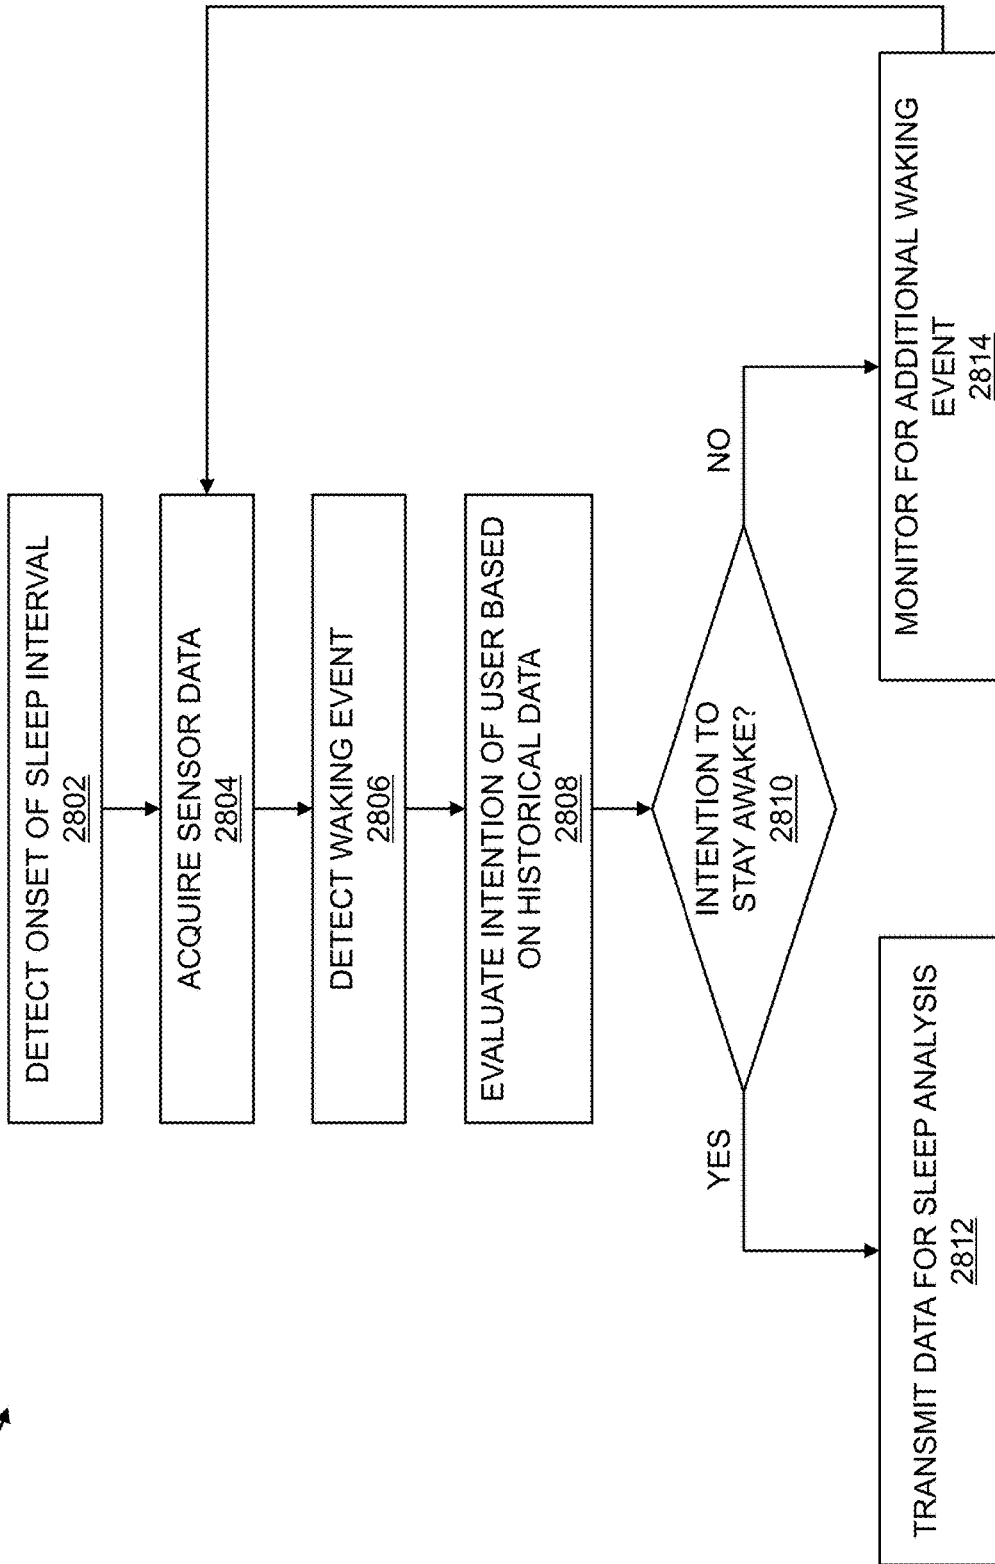 DETECT ONSET OF SLEEP INTERVAL
2802
ACQUIRE SENSOR DATA
2804
DETECT WAKING EVENT
2806
EVALUATE INTENTION OF USER BASED
ON HISTORICAL DATA
2808
INTENTION TO
STAY AWAKE?
2810
YES
NO
TRANSMIT DATA FOR SLEEP ANALYSIS
2812
MONITOR FOR ADDITIONAL WAKING
EVENT
2814